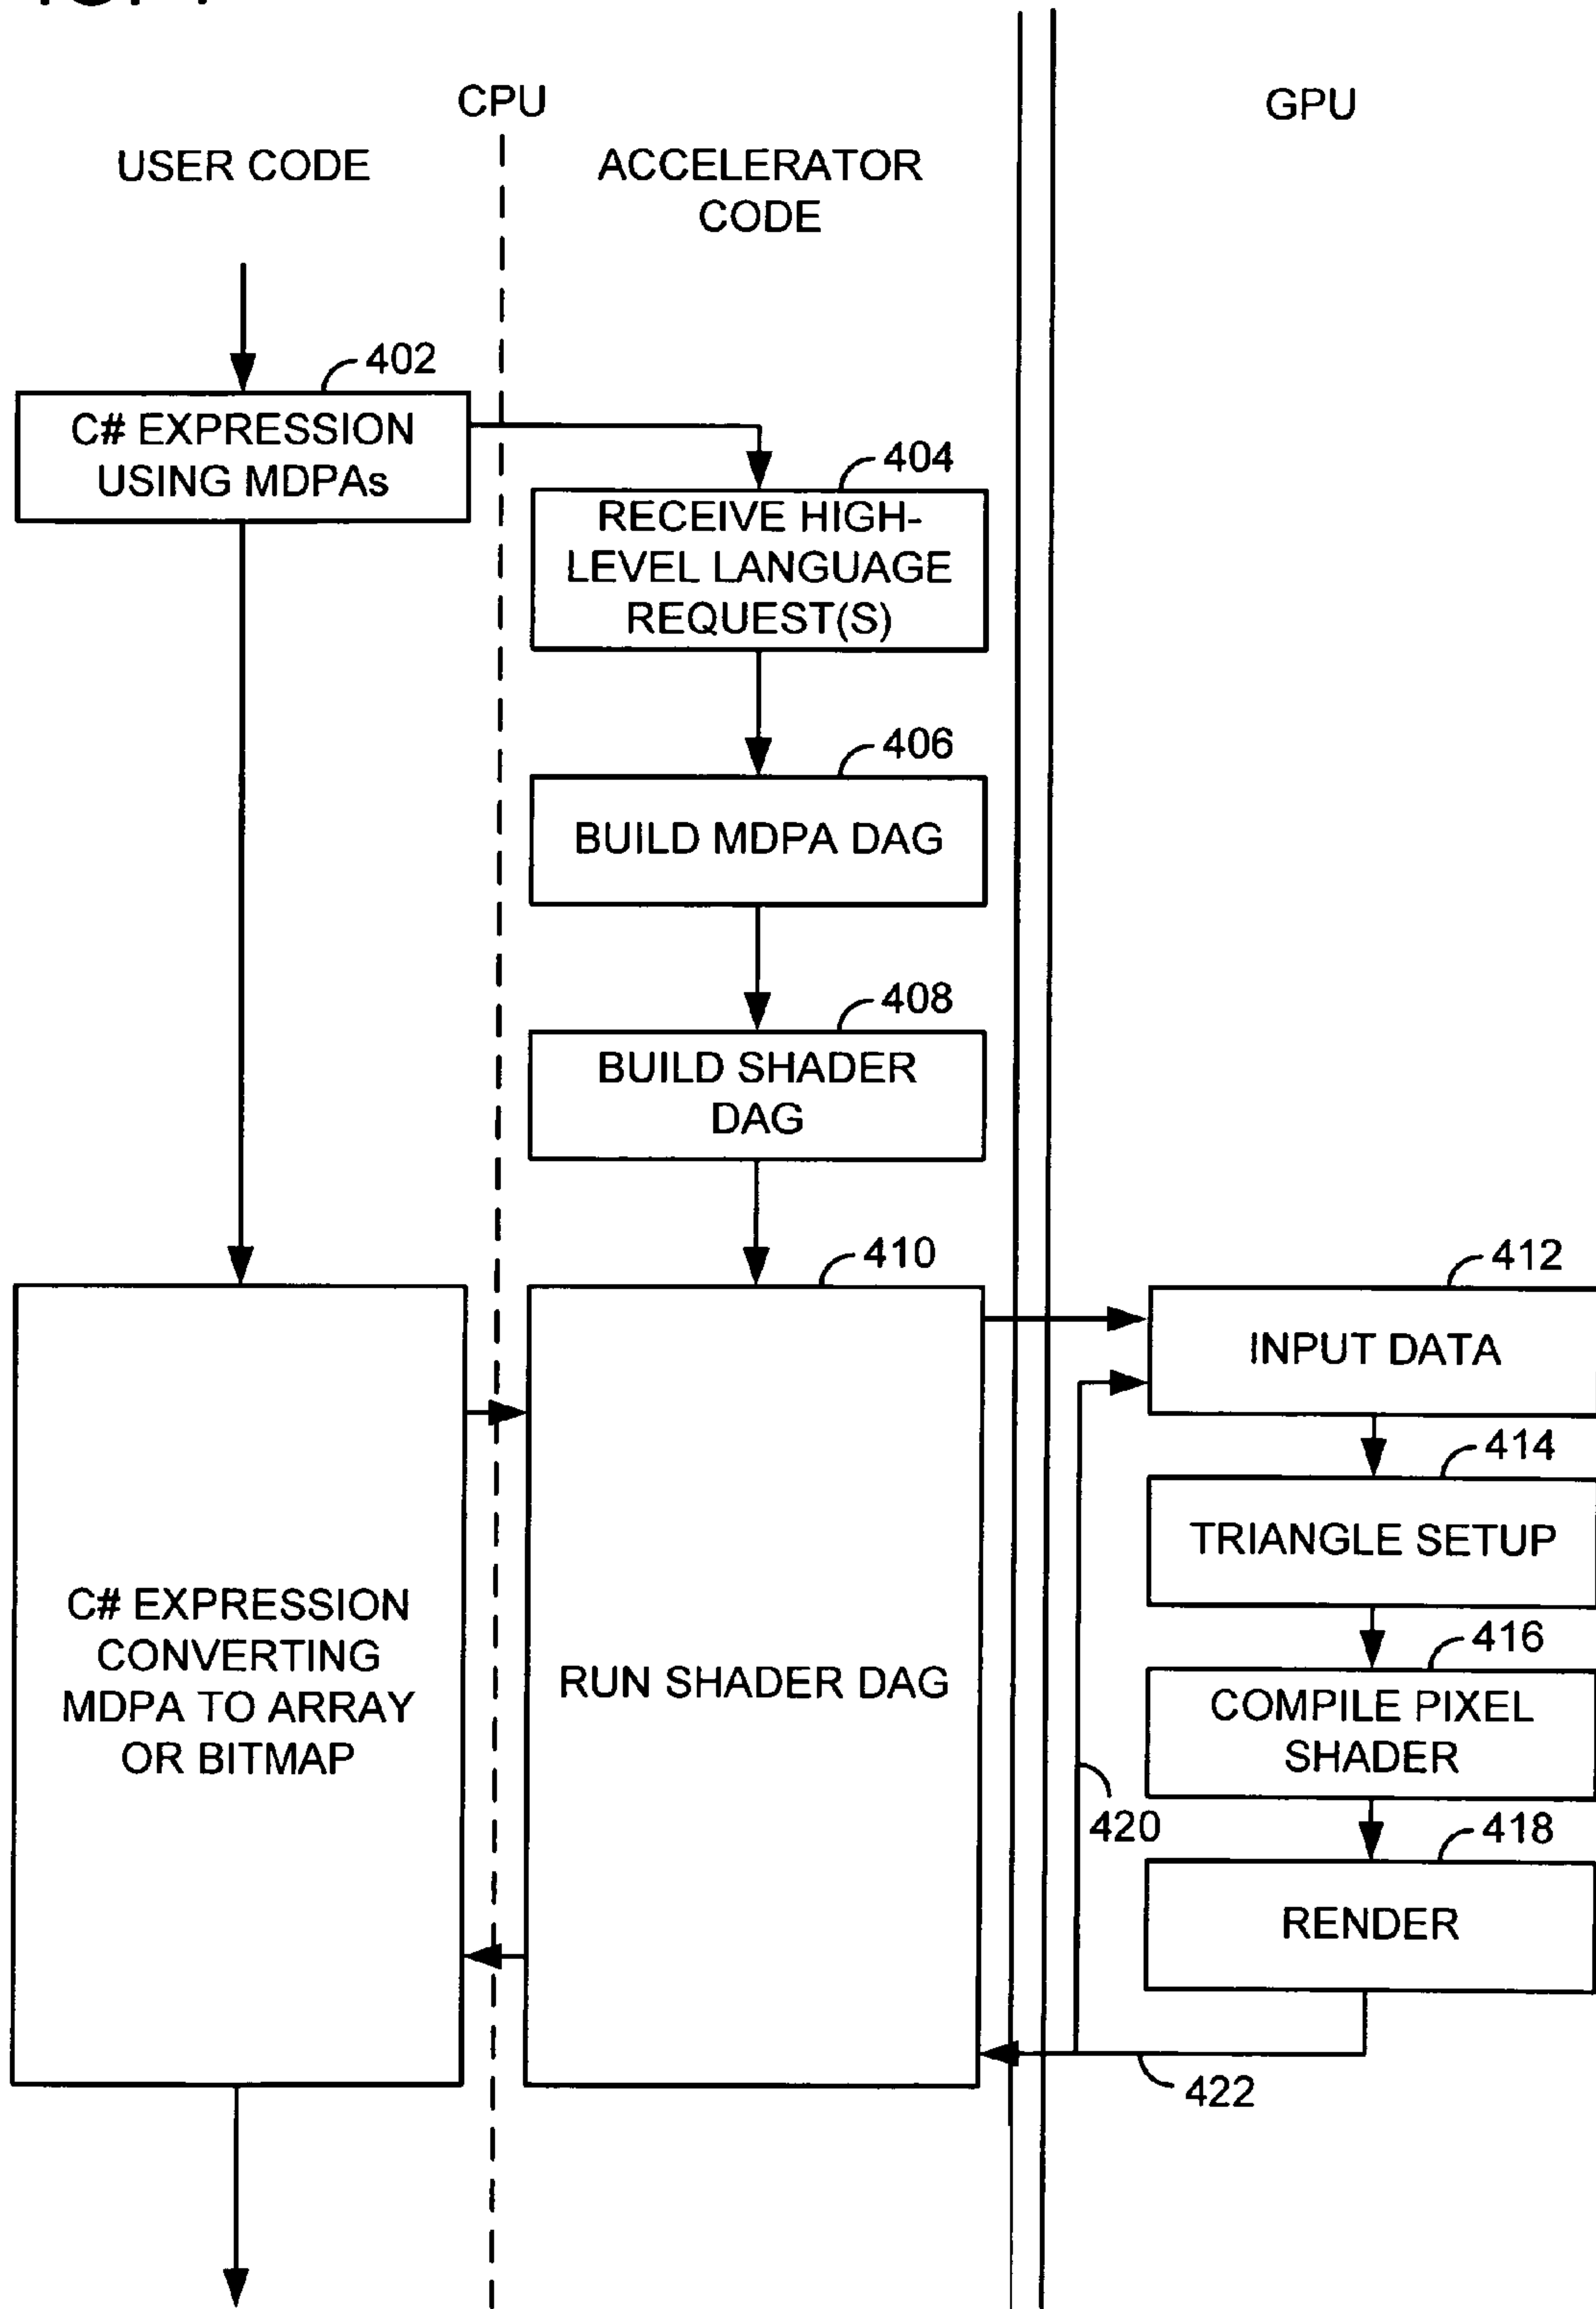 CPU
GPU
USER CODE
ACCELERATOR
CODE
402
C# EXPRESSION
USING MDPAs
404
RECEIVE HIGH-
LEVEL LANGUAGE
REQUEST(S)
406
BUILD MDPA DAG
408
BUILD SHADER
DAG
410
RUN SHADER DAG
C# EXPRESSION
CONVERTING
MDPA TO ARRAY
OR BITMAP
412
INPUT DATA
414
TRIANGLE SETUP
416
COMPILE PIXEL
SHADER
418
RENDER
420
422